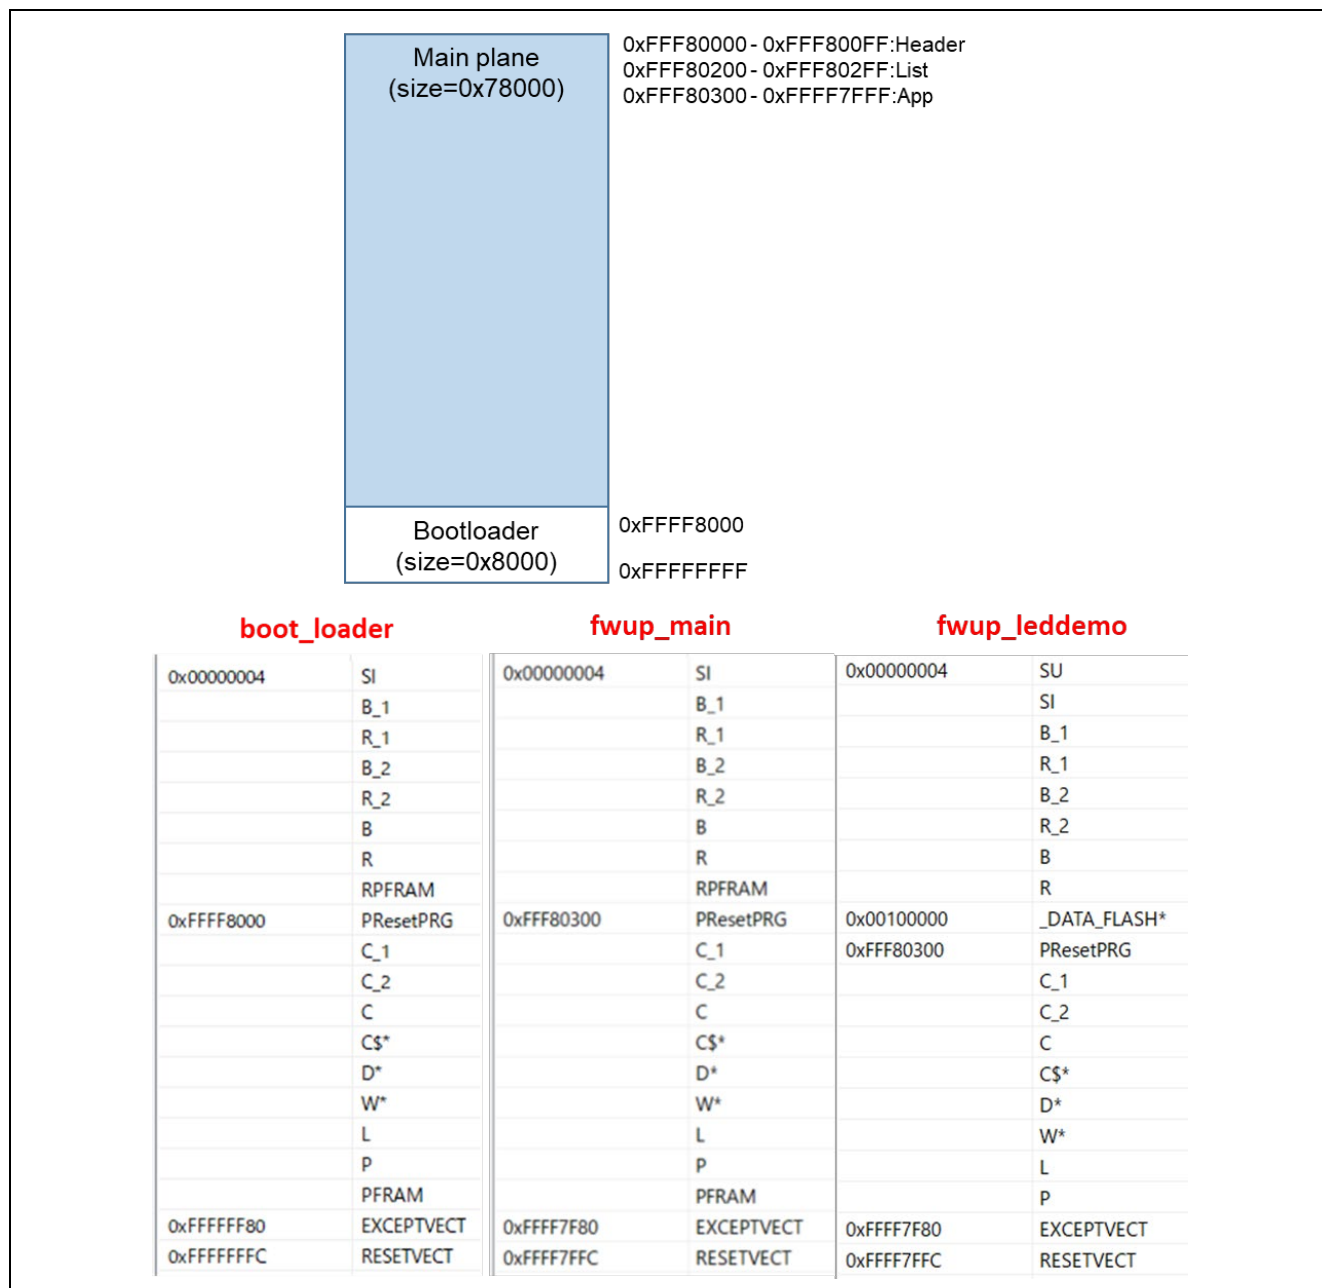 Main plane
(size=0x78000)
0xFFF80000 - 0xFFF800FF:Header
0xFFF80200 - 0xFFF802FF:List
0xFFF80300 - 0xFFFF7FFF:App
Bootloader
(size=0x8000)
0xFFFF8000
0xFFFFFFFF
boot_loader
0x00000004 SI
B_1
R_1
B_2
R_2
B
R
RPFRAM
0xFFFF8000 PResetPRG
C_1
C_2
C
C$*
D*
W*
L
P
PFRAM
0xFFFFFF80 EXCEPTVECT
0xFFFFFFFC RESETVECT
fwup_main
0x00000004 SI
B_1
R_1
B_2
R_2
B
R
RPFRAM
0xFFF80300 PResetPRG
C_1
C_2
C
C$*
D*
W*
L
P
PFRAM
0xFFFF7F80 EXCEPTVECT
0xFFFF7FFC RESETVECT
fwup_leddemo
0x00000004 SU
SI
B_1
R_1
B_2
R_2
B
R
0x00100000 _DATA_FLASH*
0xFFF80300 PResetPRG
C_1
C_2
C
C$*
D*
W*
L
P
0xFFFF7F80 EXCEPTVECT
0xFFFF7FFC RESETVECT